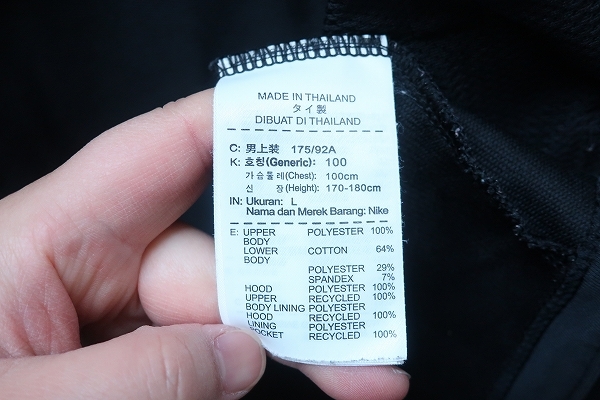 MADE IN THAILAND
タイ製
DIBUAT DI THAILAND
C: 男上装 175/92A
K: 호칭(Generic): 100
가슴둘레(Chest): 100cm
신 장(Height): 170-180cm
IN: Ukuran: L
Nama dan Merek Barang: Nike
E: UPPER POLYESTER 100%
BODY
LOWER COTTON 64%
BODY
POLYESTER 29%
SPANDEX 7%
HOOD POLYESTER 100%
UPPER RECYCLED 100%
BODY LINING POLYESTER
HOOD RECYCLED 100%
LINING POLYESTER
POCKET RECYCLED 100%